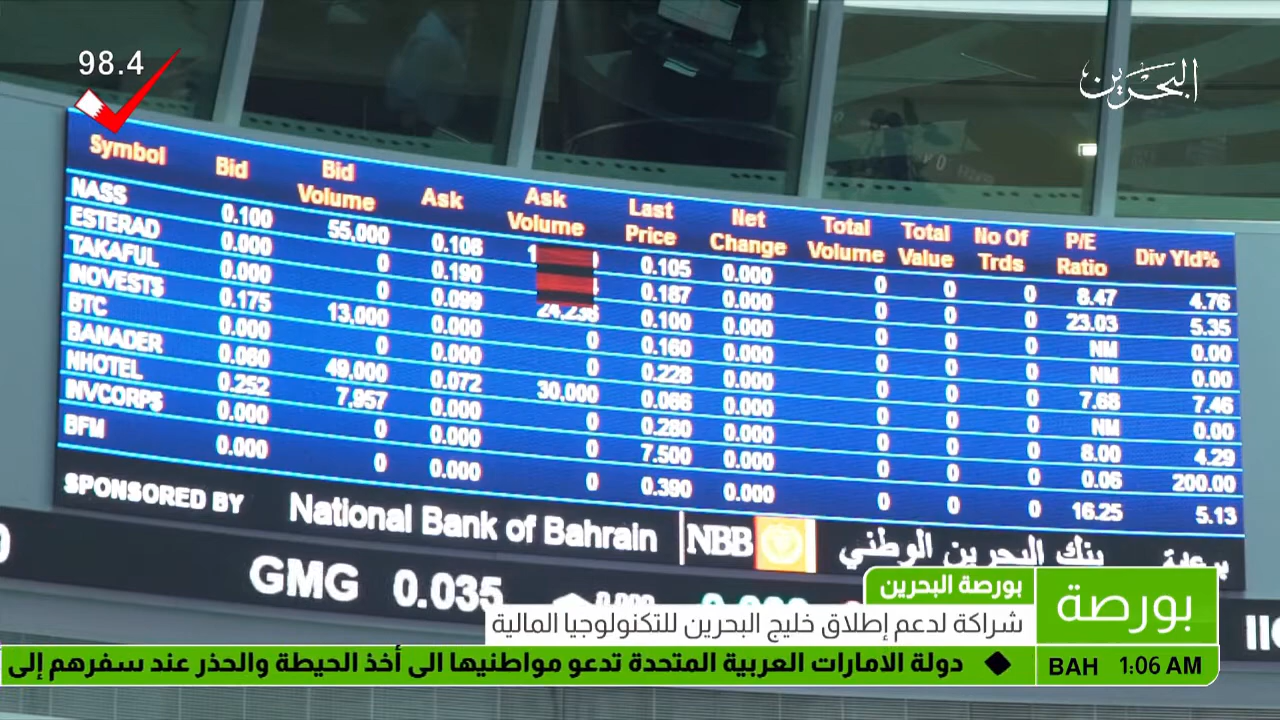 98.4
البحرين
Symbol Bid Bid Volume Ask Ask Volume Last Price Net Change Total Volume Total Value No Of Trds P/E Ratio Div Yld%
NASS 0.100 55,000 0.106 0.105 0.000 0 0 0 8.47 4.76
ESTERAD 0.000 0 0.190 0.187 0.000 0 0 0 23.03 5.35
TAKAFUL 0.000 0 0.099 0.100 0.000 0 0 0 NM 0.00
INOVEST$ 0.175 13,000 0.000 0 0.160 0.000 0 0 0 NM 0.00
BTC 0.000 0 0.000 0 0.228 0.000 0 0 0 7.68 7.46
BANADER 0.060 49,000 0.072 30,000 0.066 0.000 0 0 0 NM 0.00
NHOTEL 0.252 7,957 0.000 0 0.280 0.000 0 0 0 8.00 4.29
INVCORP$ 0.000 0 0.000 0 7.500 0.000 0 0 0 0.06 200.00
BFM 0.000 0 0.000 0 0.390 0.000 0 0 0 16.25 5.13
SPONSORED BY National Bank of Bahrain NBB بنك البحرين الوطني برعاية
GMG 0.035
بورصة
بورصة البحرين
شراكة لدعم إطلاق خليج البحرين للتكنولوجيا المالية
BAH 1:06 AM
◆ دولة الامارات العربية المتحدة تدعو مواطنيها الى أخذ الحيطة والحذر عند سفرهم إلى